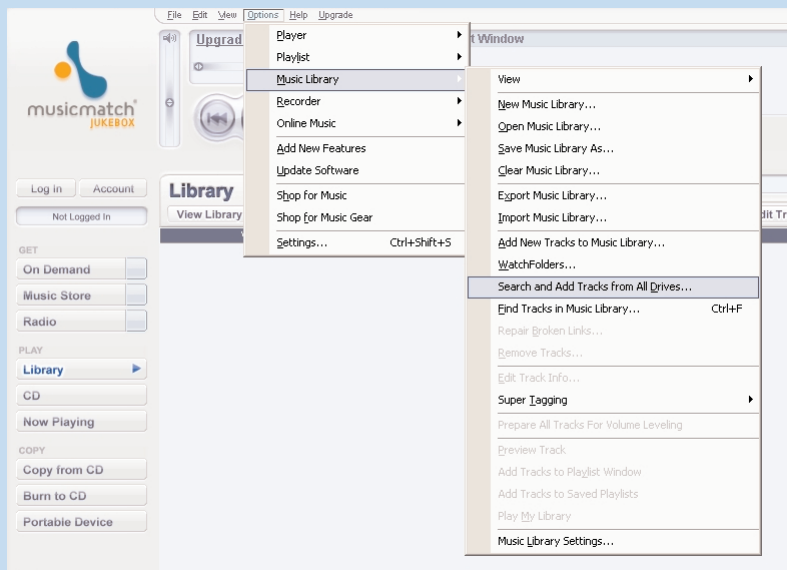 File Edit View Options Help Upgrade
musicmatch®
JUKEBOX
Log in Account
Not Logged In
GET
On Demand
Music Store
Radio
PLAY
Library
CD
Now Playing
COPY
Copy from CD
Burn to CD
Portable Device
Upgrad
t Window
Library
View Library
dit Tr
Player
Playlist
Music Library
Recorder
Online Music
Add New Features
Update Software
Shop for Music
Shop for Music Gear
Settings... Ctrl+Shift+S
View
New Music Library...
Open Music Library...
Save Music Library As...
Clear Music Library...
Export Music Library...
Import Music Library...
Add New Tracks to Music Library...
WatchFolders...
Search and Add Tracks from All Drives...
Find Tracks in Music Library... Ctrl+F
Repair Broken Links...
Remove Tracks...
Edit Track Info...
Super Tagging
Prepare All Tracks For Volume Leveling
Preview Track
Add Tracks to Playlist Window
Add Tracks to Saved Playlists
Play My Library
Music Library Settings...